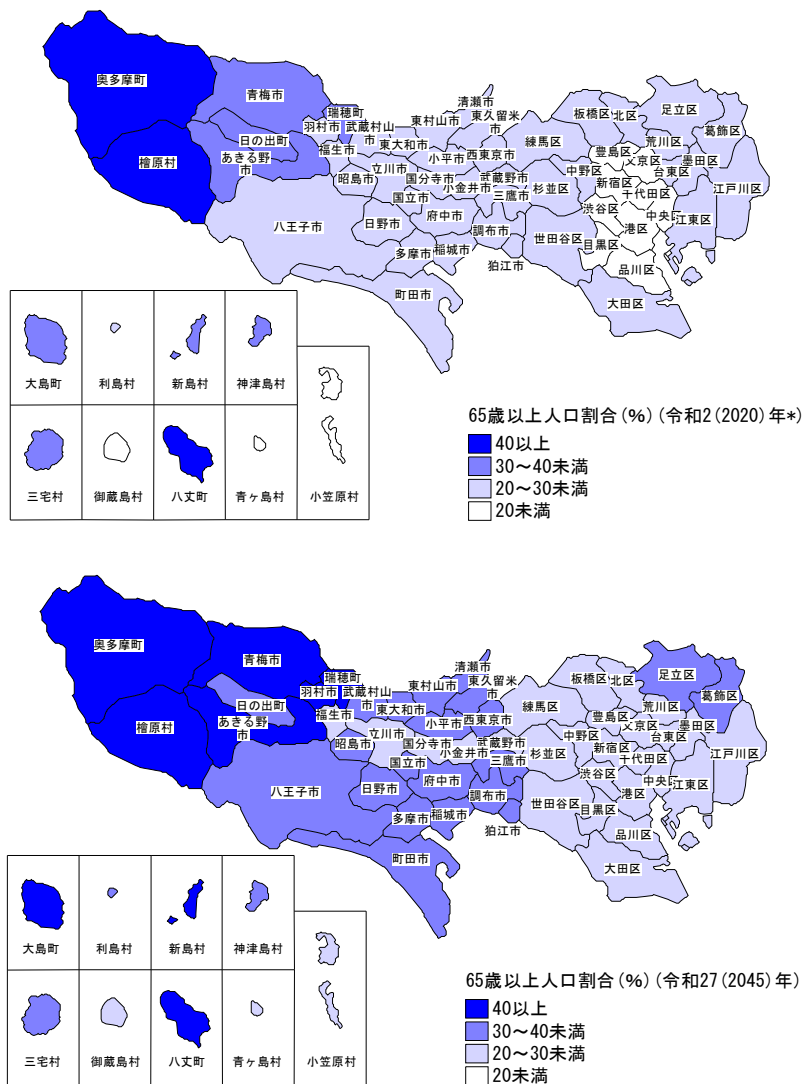 奥多摩町
青梅市
瑞穂町
羽村市
武蔵村山市
東村山市
清瀬市
東久留米市
日の出町
福生市
東大和市
小平市
西東京市
練馬区
板橋区
北区
足立区
葛飾区
あきる野市
檜原村
昭島市
立川市
国分寺市
武蔵野市
小金井市
三鷹市
杉並区
中野区
豊島区
文京区
荒川区
台東区
墨田区
新宿区
千代田区
江戸川区
国立市
府中市
渋谷区
中央区
江東区
港区
八王子市
日野市
多摩市
稲城市
調布市
狛江市
世田谷区
目黒区
品川区
大田区
町田市
大島町
利島村
新島村
神津島村
三宅村
御蔵島村
八丈町
青ヶ島村
小笠原村
65歳以上人口割合(%)(令和2(2020)年*)
40以上
30～40未満
20～30未満
20未満
奥多摩町
青梅市
瑞穂町
羽村市
武蔵村山市
東村山市
清瀬市
東久留米市
日の出町
福生市
東大和市
小平市
西東京市
練馬区
板橋区
北区
足立区
葛飾区
あきる野市
檜原村
昭島市
立川市
国分寺市
武蔵野市
小金井市
三鷹市
杉並区
中野区
豊島区
文京区
荒川区
台東区
墨田区
新宿区
千代田区
江戸川区
国立市
府中市
渋谷区
中央区
江東区
港区
八王子市
日野市
多摩市
稲城市
調布市
狛江市
世田谷区
目黒区
品川区
大田区
町田市
大島町
利島村
新島村
神津島村
三宅村
御蔵島村
八丈町
青ヶ島村
小笠原村
65歳以上人口割合(%)(令和27(2045)年)
40以上
30～40未満
20～30未満
20未満